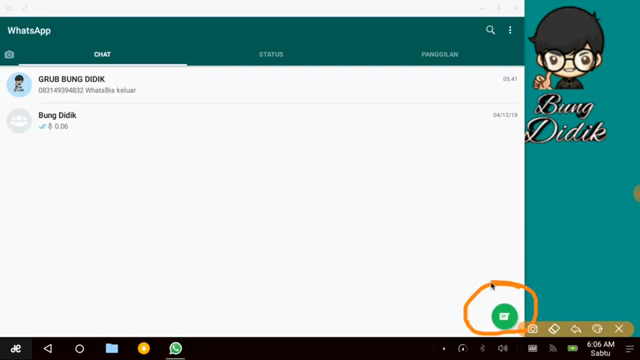 WhatsApp
CHAT
STATUS
PANGGILAN
GRUB BUNG DIDIK
05.41
083149394832 WhatsBis keluar
Bung Didik
04/12/18
0.06
Bung
Didik
6:06 AM
Sabtu